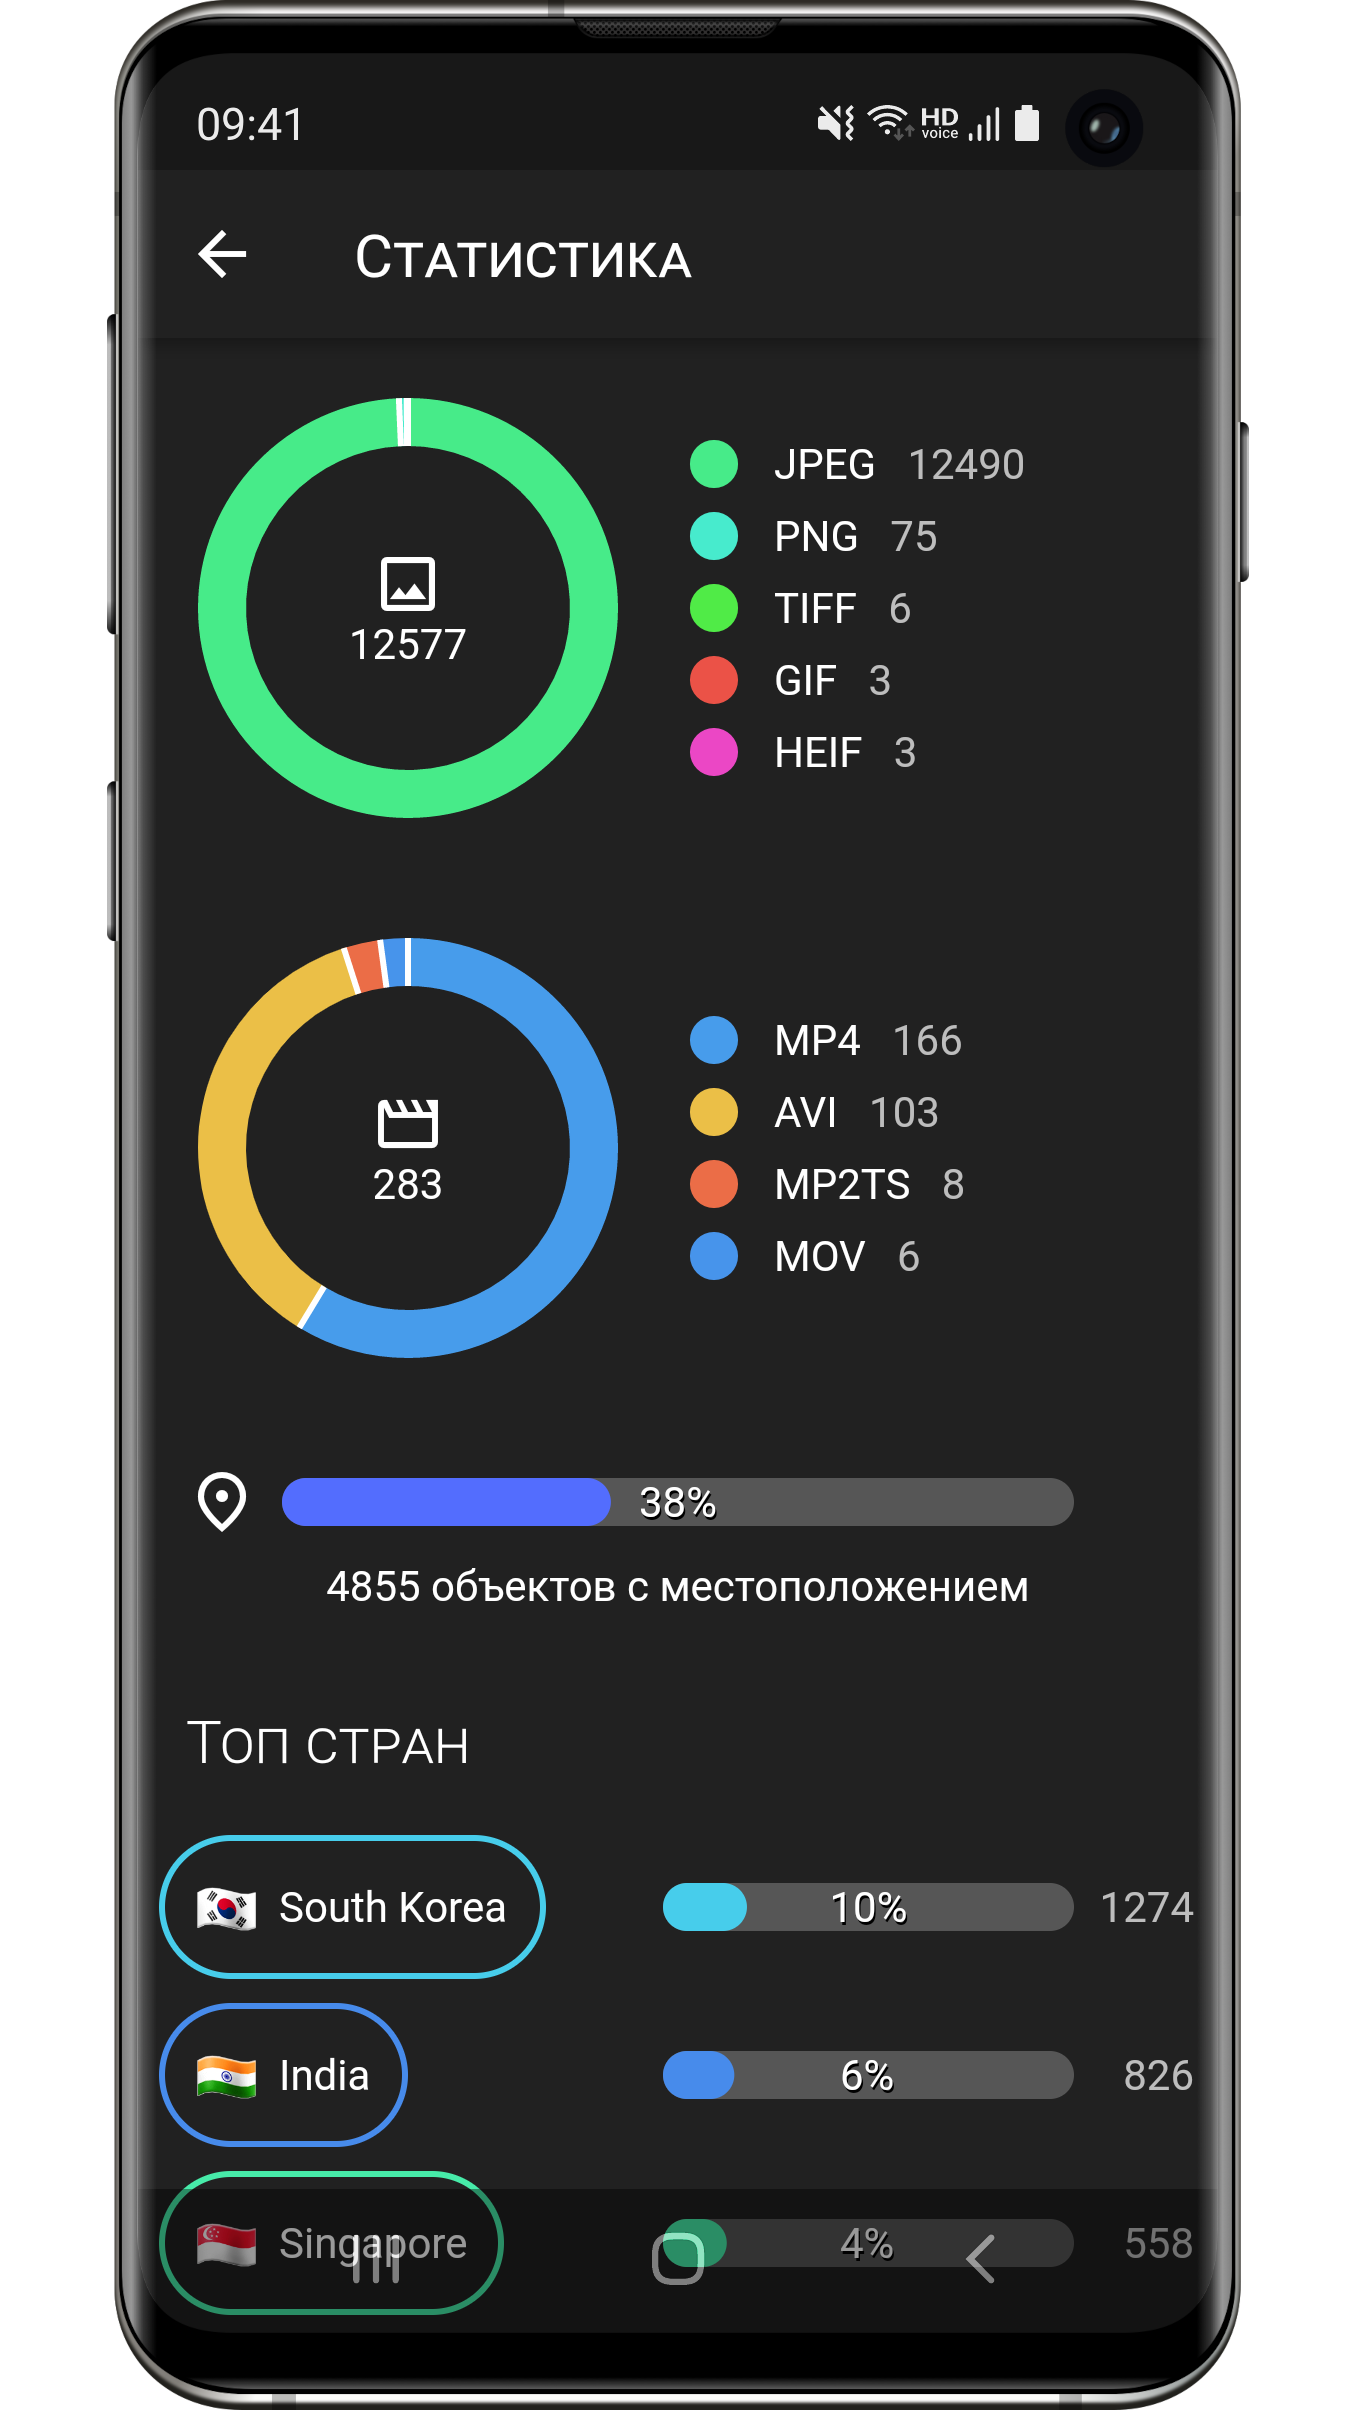 09:41 HD voice
Статистика
JPEG 12490
PNG 75
TIFF 6
GIF 3
HEIF 3
12577
MP4 166
AVI 103
MP2TS 8
MOV 6
283
38%
4855 объектов с местоположением
Топ стран
South Korea 10% 1274
India 6% 826
Singapore 4% 558